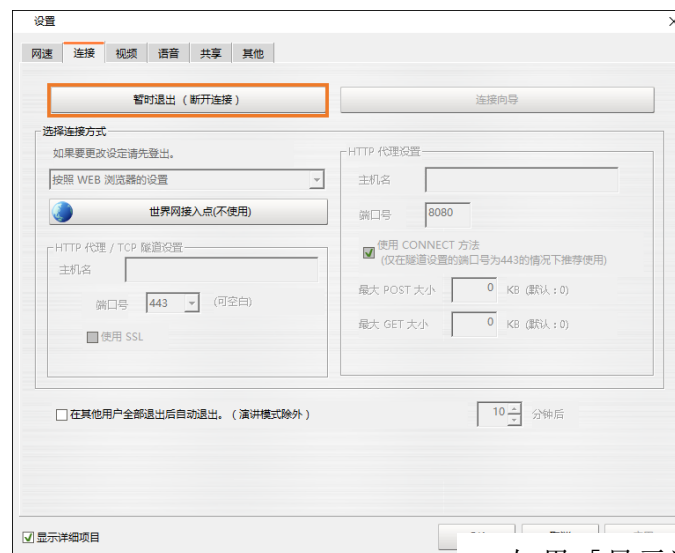 设置
网速 连接 视频 语音 共享 其他
暂时退出（断开连接） 连接向导
选择连接方式
如果要更改设定请先登出。
按照 WEB 浏览器的设置
世界网接入点(不使用)
HTTP 代理 / TCP 隧道设置
主机名
端口号 443 (可空白)
使用 SSL
HTTP 代理设置
主机名
端口号 8080
使用 CONNECT 方法
(仅在隧道设置的端口号为443的情况下推荐使用)
最大 POST 大小 0 KB (默认：0)
最大 GET 大小 0 KB (默认：0)
在其他用户全部退出后自动退出。（演讲模式除外） 10 分钟后
显示详细项目